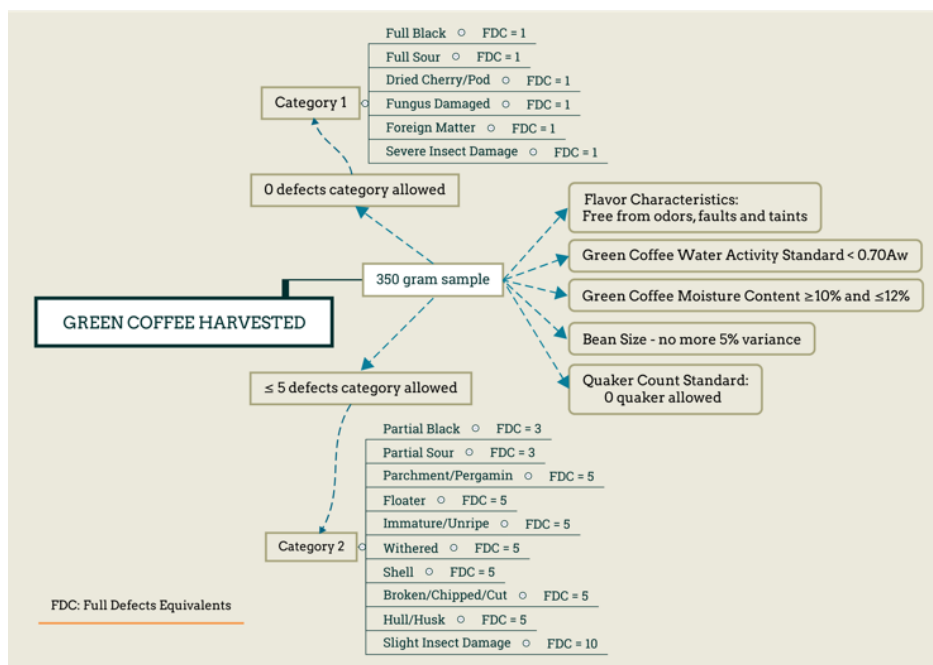 Full Black FDC = 1
Full Sour FDC = 1
Dried Cherry/Pod FDC = 1
Category 1
Fungus Damaged FDC = 1
Foreign Matter FDC = 1
Severe Insect Damage FDC = 1
0 defects category allowed
Flavor Characteristics:
Free from odors, faults and taints
Green Coffee Water Activity Standard < 0.70Aw
350 gram sample
Green Coffee Moisture Content ≥10% and ≤12%
GREEN COFFEE HARVESTED
Bean Size - no more 5% variance
Quaker Count Standard:
0 quaker allowed
≤ 5 defects category allowed
Partial Black FDC = 3
Partial Sour FDC = 3
Parchment/Pergamin FDC = 5
Floater FDC = 5
Immature/Unripe FDC = 5
Category 2
Withered FDC = 5
Shell FDC = 5
Broken/Chipped/Cut FDC = 5
Hull/Husk FDC = 5
Slight Insect Damage FDC = 10
FDC: Full Defects Equivalents